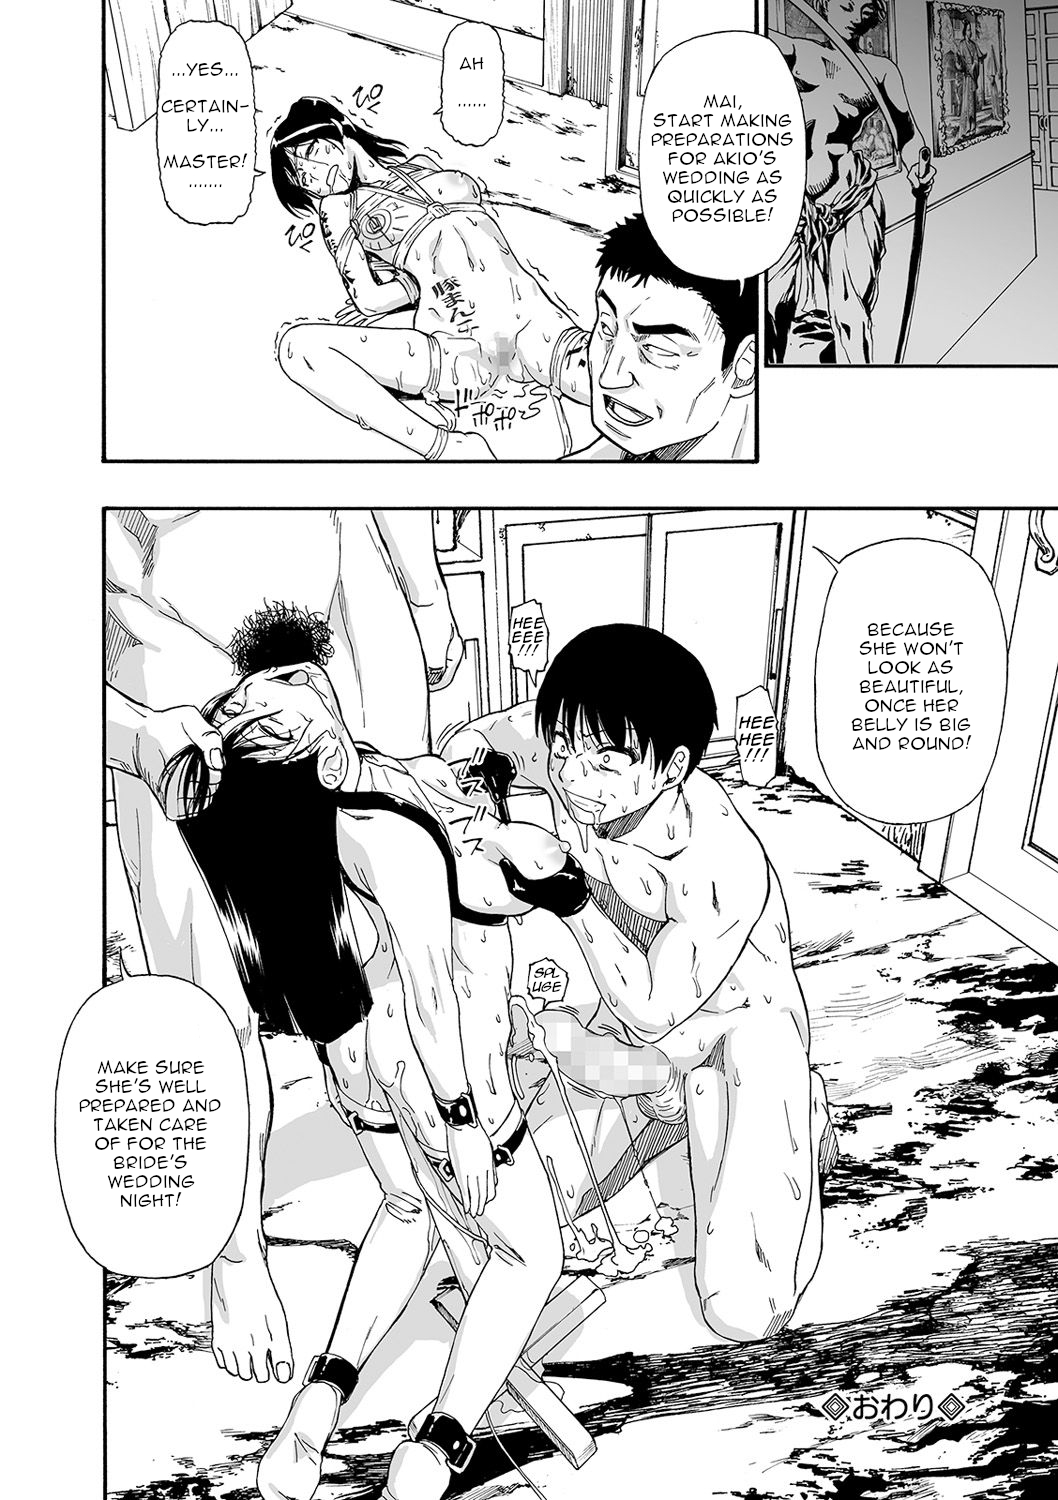 MAI,
START MAKING
PREPARATIONS
FOR AKIO'S
WEDDING AS
QUICKLY AS
POSSIBLE!
AH
......
...YES...
CERTAIN-
LY...
MASTER!
.......
BECAUSE
SHE WON'T
LOOK AS
BEAUTIFUL,
ONCE HER
BELLY IS BIG
AND ROUND!
HEE
HEE
!!!!
HEE
EEE
!!!
SPL
UGE
MAKE SURE
SHE'S WELL
PREPARED AND
TAKEN CARE
OF FOR THE
BRIDE'S
WEDDING
NIGHT!
おわり